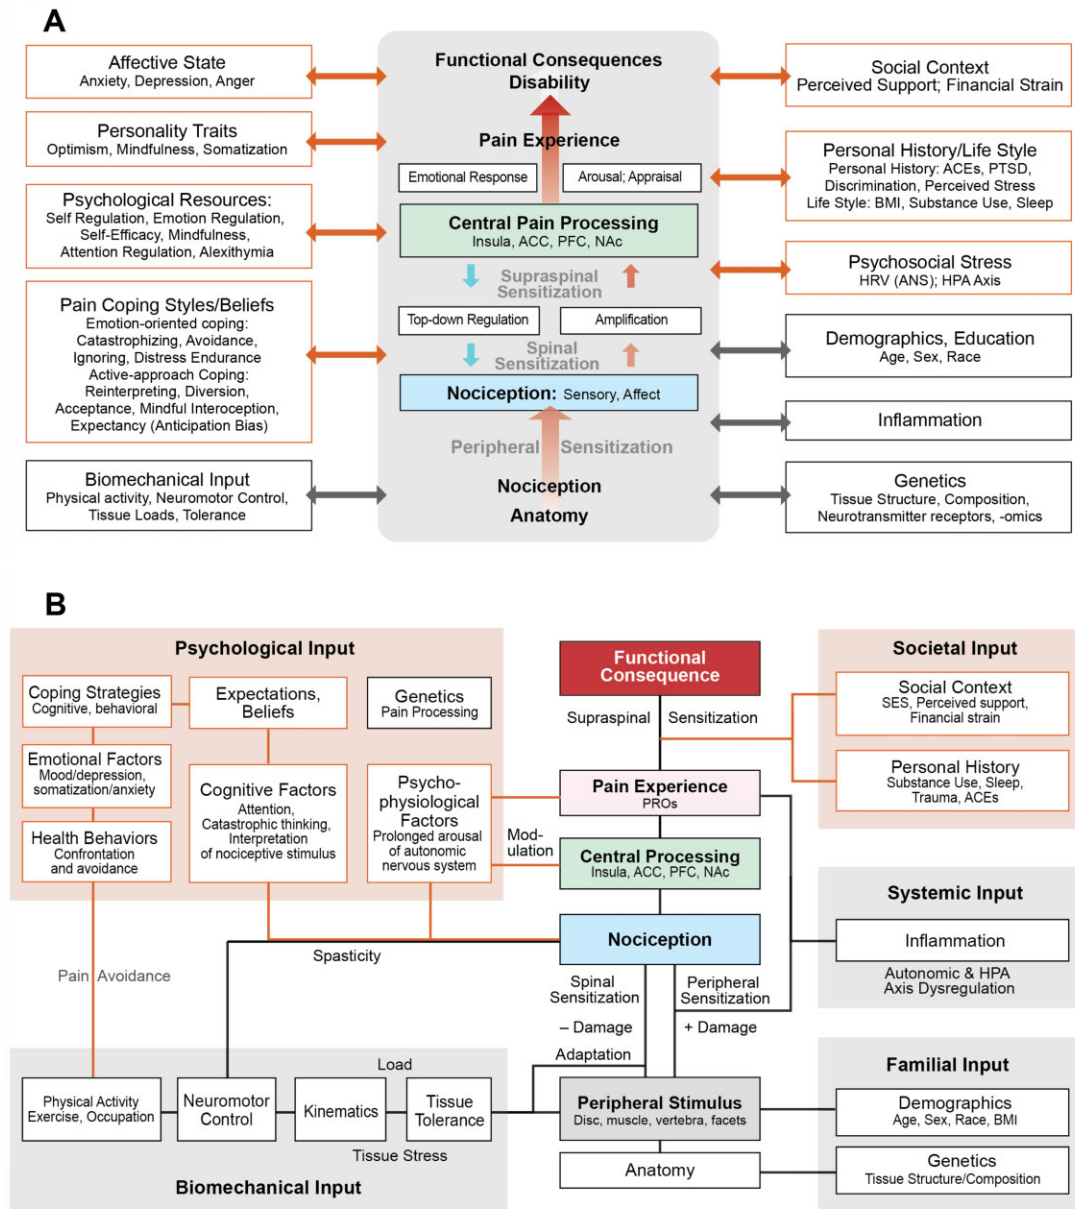 A
Affective State
Anxiety, Depression, Anger
Personality Traits
Optimism, Mindfulness, Somatization
Psychological Resources:
Self Regulation, Emotion Regulation,
Self-Efficacy, Mindfulness,
Attention Regulation, Alexithymia
Pain Coping Styles/Beliefs
Emotion-oriented coping:
Catastrophizing, Avoidance,
Ignoring, Distress Endurance
Active-approach Coping:
Reinterpreting, Diversion,
Acceptance, Mindful Interoception,
Expectancy (Anticipation Bias)
Biomechanical Input
Physical activity, Neuromotor Control,
Tissue Loads, Tolerance
Functional Consequences
Disability
Pain Experience
Emotional Response
Arousal; Appraisal
Central Pain Processing
Insula, ACC, PFC, NAc
Supraspinal
Sensitization
Top-down Regulation
Amplification
Spinal
Sensitization
Nociception: Sensory, Affect
Peripheral Sensitization
Nociception
Anatomy
Social Context
Perceived Support; Financial Strain
Personal History/Life Style
Personal History: ACEs, PTSD,
Discrimination, Perceived Stress
Life Style: BMI, Substance Use, Sleep
Psychosocial Stress
HRV (ANS); HPA Axis
Demographics, Education
Age, Sex, Race
Inflammation
Genetics
Tissue Structure, Composition,
Neurotransmitter receptors, -omics
B
Psychological Input
Coping Strategies
Cognitive, behavioral
Expectations,
Beliefs
Genetics
Pain Processing
Emotional Factors
Mood/depression,
somatization/anxiety
Cognitive Factors
Attention,
Catastrophic thinking,
Interpretation
of nociceptive stimulus
Psycho-
physiological
Factors
Prolonged arousal
of autonomic
nervous system
Health Behaviors
Confrontation
and avoidance
Mod-
ulation
Pain Avoidance
Spasticity
Functional
Consequence
Supraspinal Sensitization
Pain Experience
PROs
Central Processing
Insula, ACC, PFC, NAc
Nociception
Spinal
Sensitization
Peripheral
Sensitization
– Damage
+ Damage
Adaptation
Peripheral Stimulus
Disc, muscle, vertebra, facets
Anatomy
Load
Physical Activity
Exercise, Occupation
Neuromotor
Control
Kinematics
Tissue
Tolerance
Tissue Stress
Biomechanical Input
Societal Input
Social Context
SES, Perceived support,
Financial strain
Personal History
Substance Use, Sleep,
Trauma, ACEs
Systemic Input
Inflammation
Autonomic & HPA
Axis Dysregulation
Familial Input
Demographics
Age, Sex, Race, BMI
Genetics
Tissue Structure/Composition